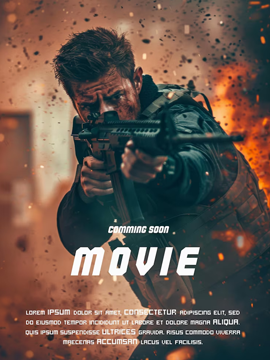 COMMING SOON
MOVIE
LOREM IPSUM DOLOR SIT AMET, CONSECTETUR ADIPISCING ELIT, SED
DO EIUSMOD TEMPOR INCIDIDUNT UT LABORE ET DOLORE MAGNA ALIQUA.
QUIS IPSUM SUSPENDISSE ULTRICES GRAVIDA. RISUS COMMODO VIVERRA
MAECENAS ACCUMSAN LACUS VEL FACILISIS.